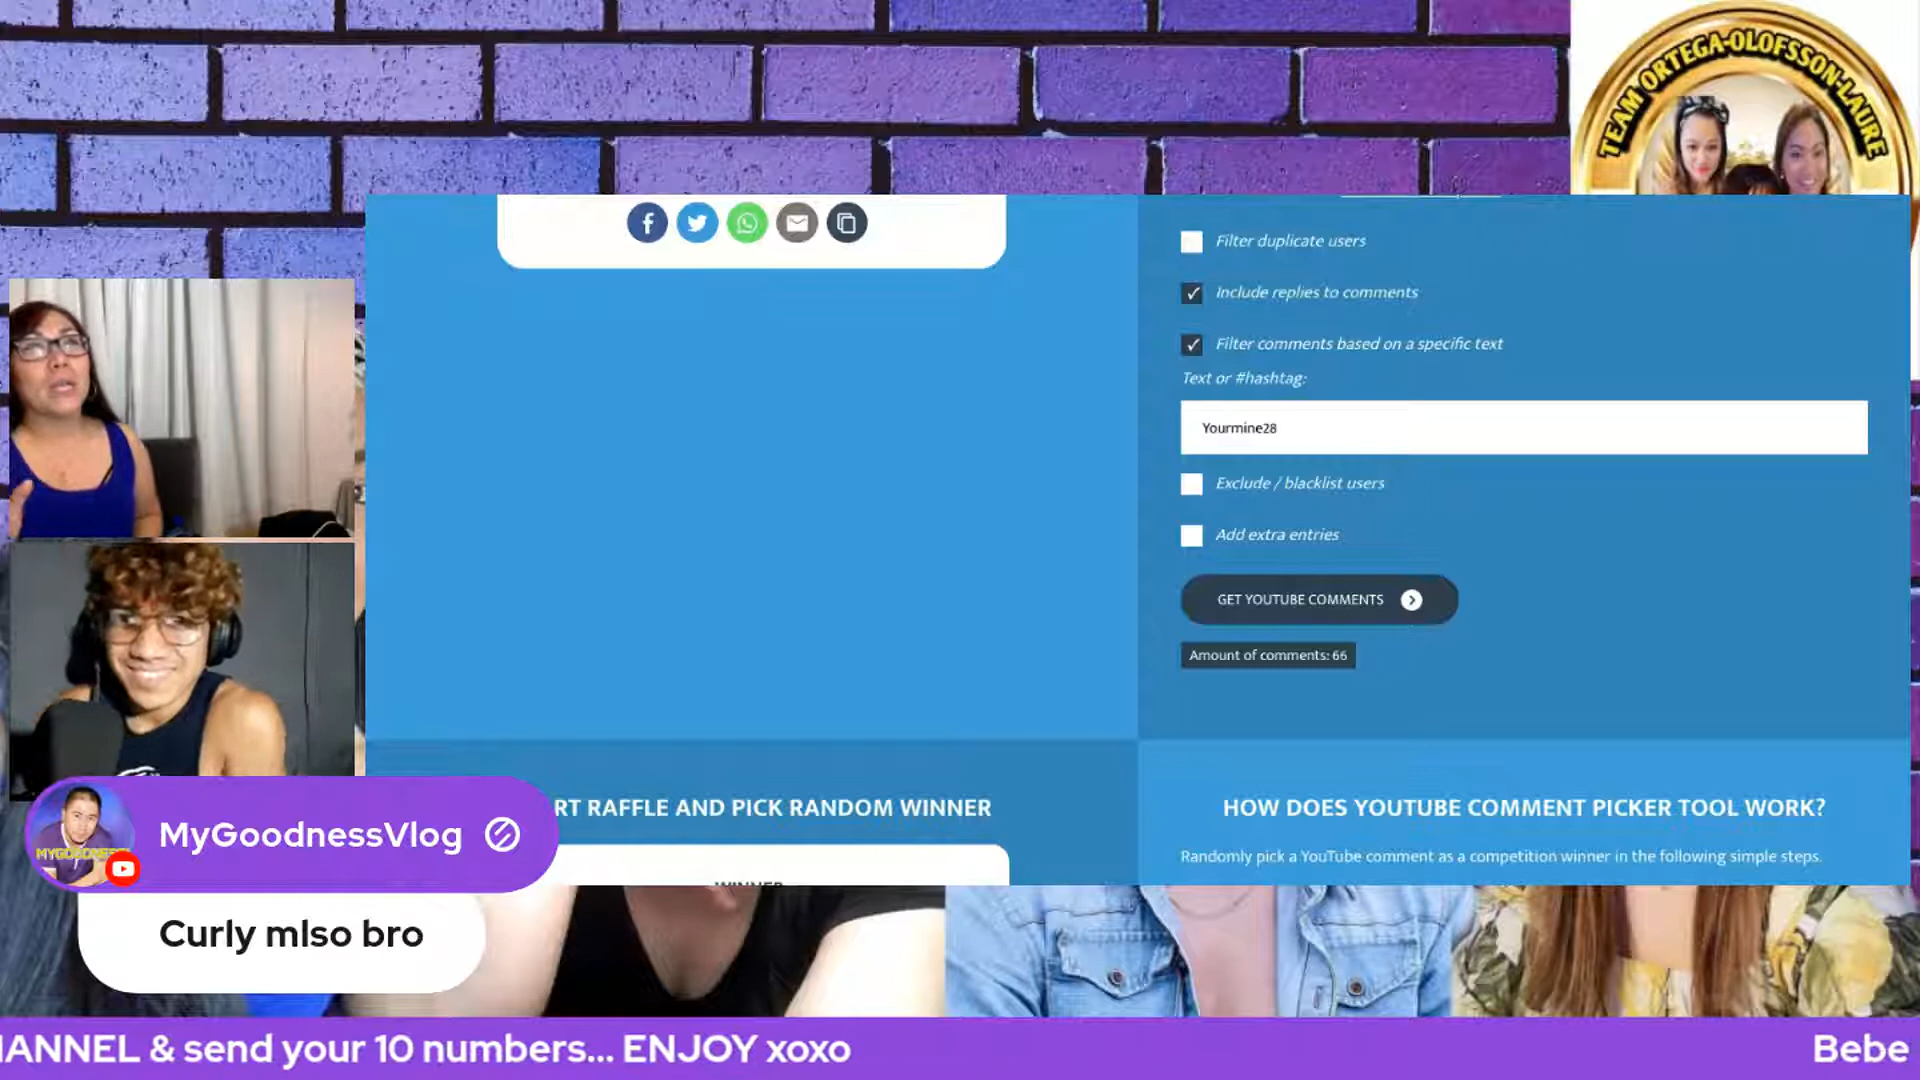 TEAM ORTEGA-OLOFSSON-LAURE
Filter duplicate users
Include replies to comments
Filter comments based on a specific text
Text or #hashtag:
Yourmine28
Exclude / blacklist users
Add extra entries
GET YOUTUBE COMMENTS
Amount of comments: 66
RT RAFFLE AND PICK RANDOM WINNER
WINNER
HOW DOES YOUTUBE COMMENT PICKER TOOL WORK?
Randomly pick a YouTube comment as a competition winner in the following simple steps.
MyGoodnessVlog
Curly mlso bro
HANNEL & send your 10 numbers... ENJOY xoxo
Bebe